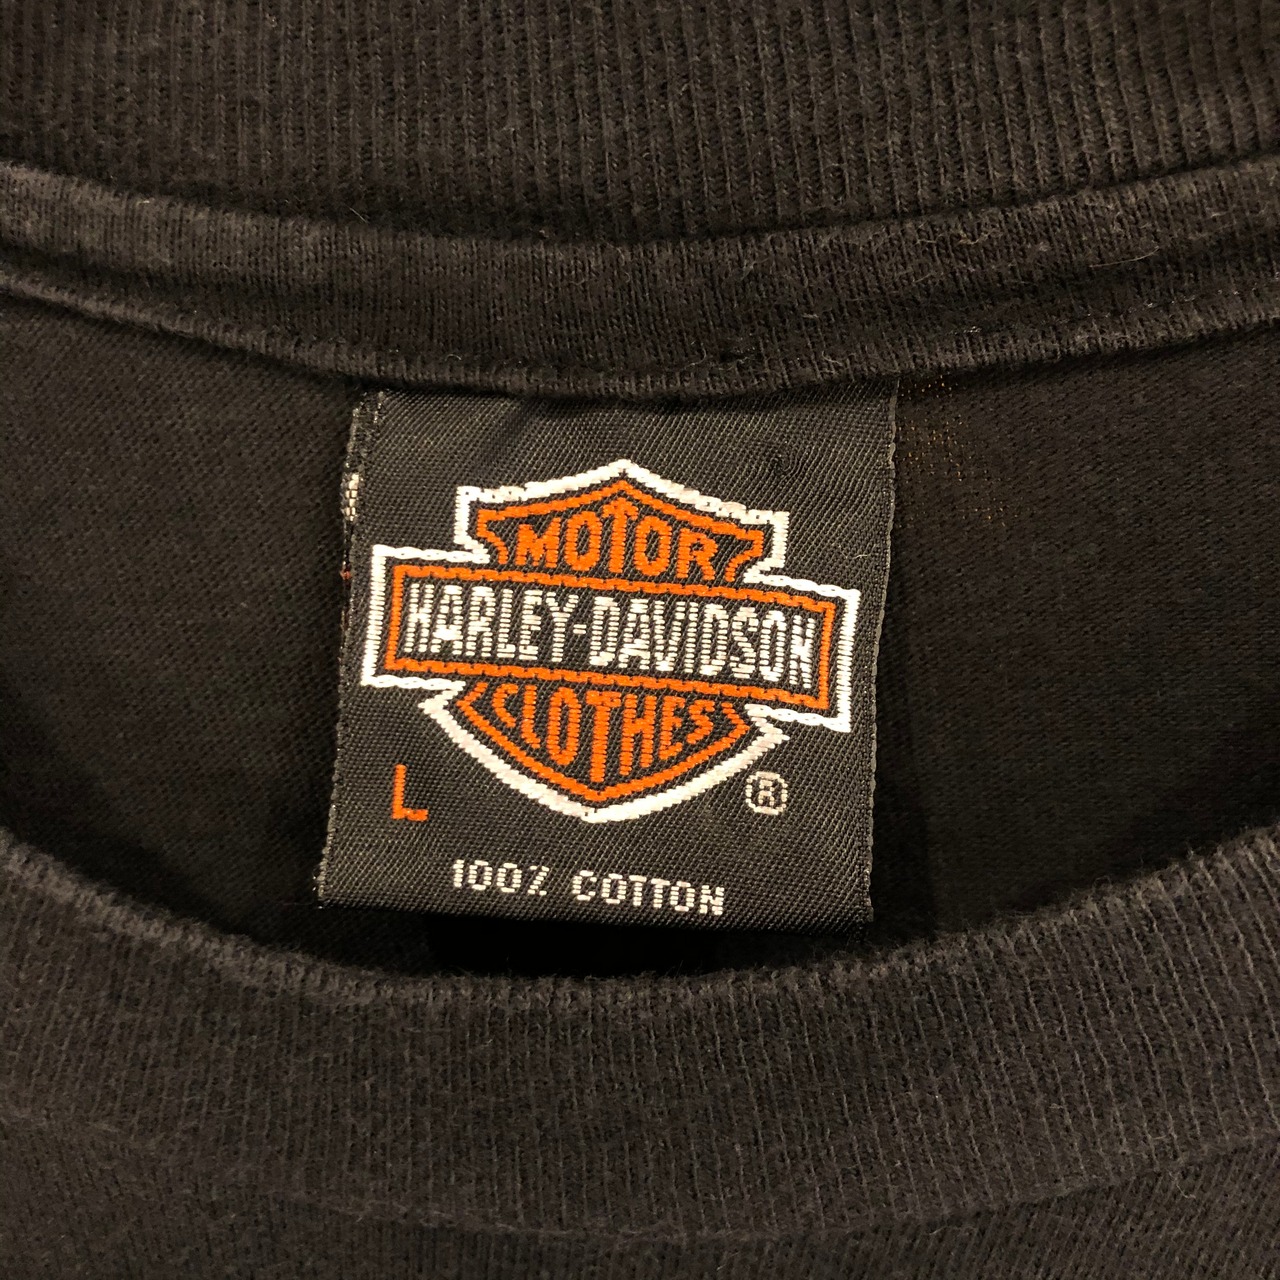 MOTOR
HARLEY-DAVIDSON
CLOTHES
L
®
100% COTTON